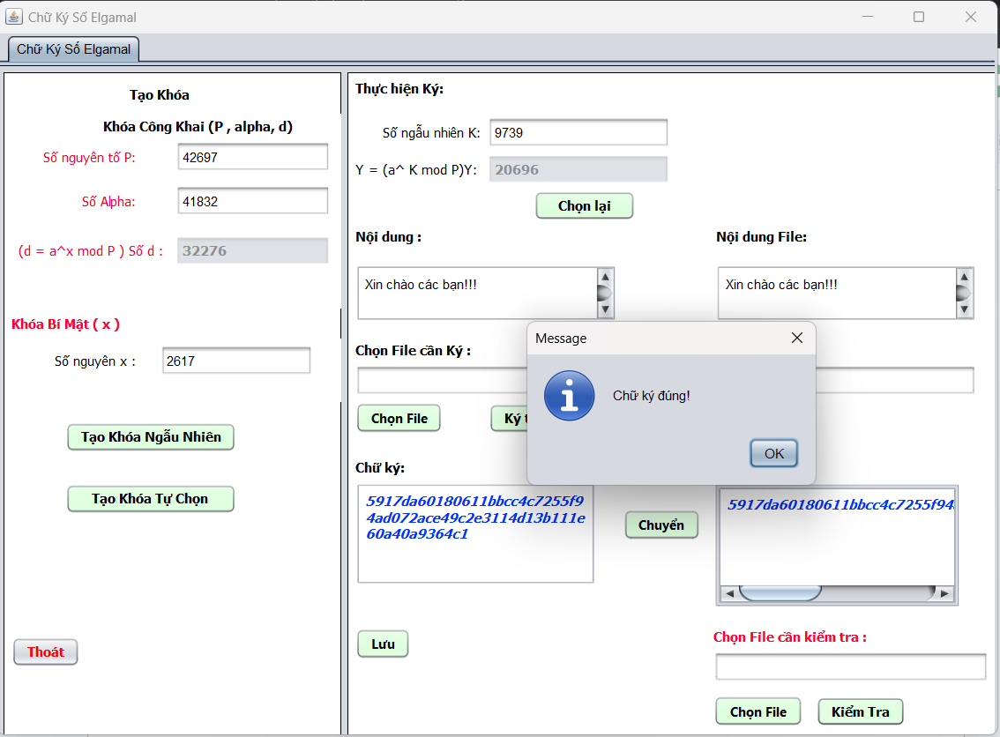 Chữ Ký Số Elgamal
Chữ Ký Số Elgamal
Tạo Khóa
Khóa Công Khai (P , alpha, d)
Số nguyên tố P:
42697
Số Alpha:
41832
(d = a^x mod P ) Số d :
32276
Khóa Bí Mật ( x )
Số nguyên x :
2617
Tạo Khóa Ngẫu Nhiên
Tạo Khóa Tự Chọn
Thoát
Thực hiện Ký:
Số ngẫu nhiên K:
9739
Y = (a^ K mod P)Y:
20696
Chọn lại
Nội dung :
Xin chào các bạn!!!
Chọn File cần Ký :
Chọn File
Ký
Chữ ký:
5917da60180611bbcc4c7255f9
4ad072ace49c2e3114d13b111e
60a40a9364c1
Chuyển
Lưu
Nội dung File:
Xin chào các bạn!!!
Message
Chữ ký đúng!
OK
5917da60180611bbcc4c7255f94
Chọn File cần kiểm tra :
Chọn File
Kiểm Tra